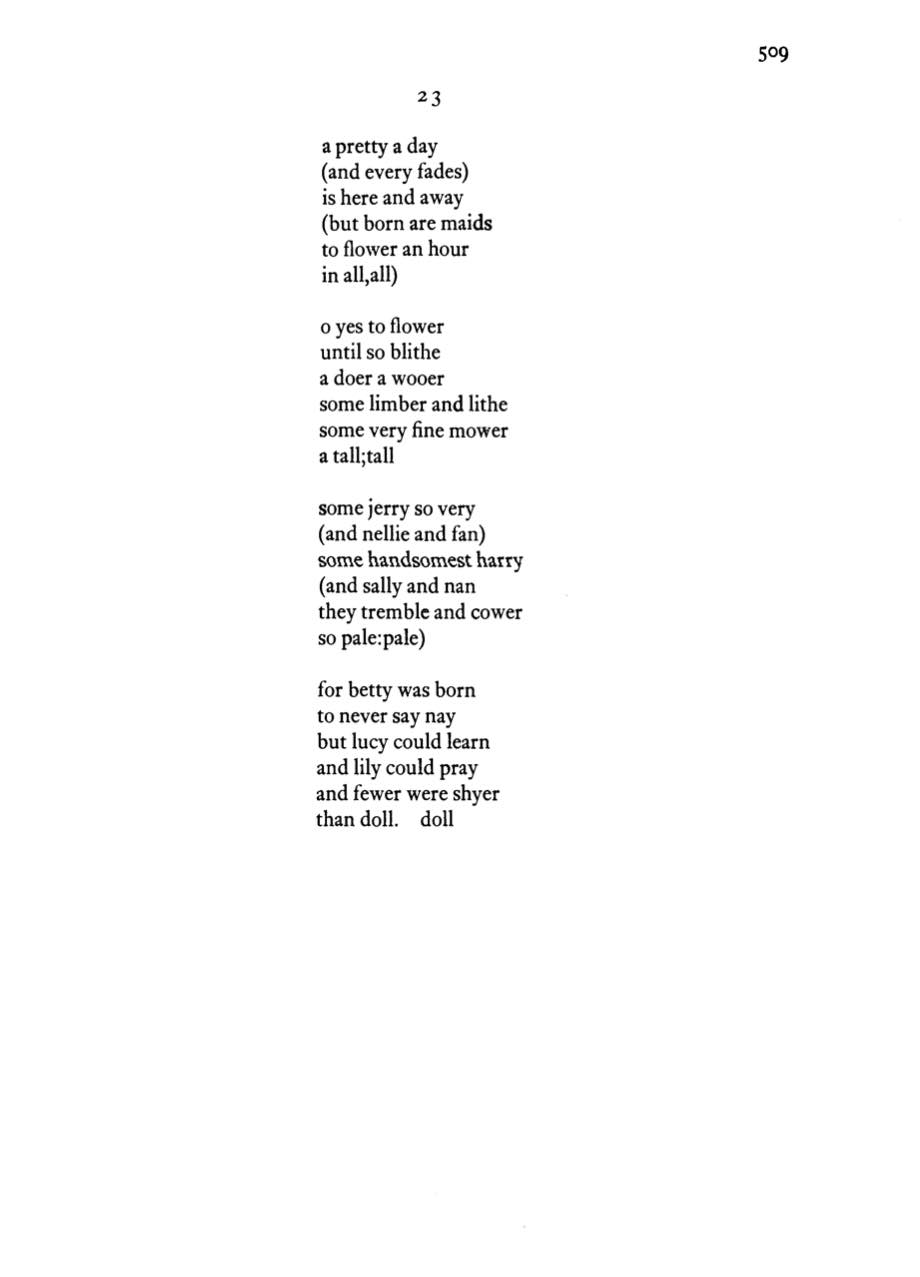 509
23
a pretty a day
(and every fades)
is here and away
(but born are maids
to flower an hour
in all,all)
o yes to flower
until so blithe
a doer a wooer
some limber and lithe
some very fine mower
a tall;tall
some jerry so very
(and nellie and fan)
some handsomest harry
(and sally and nan
they tremble and cower
so pale:pale)
for betty was born
to never say nay
but lucy could learn
and lily could pray
and fewer were shyer
than doll. doll